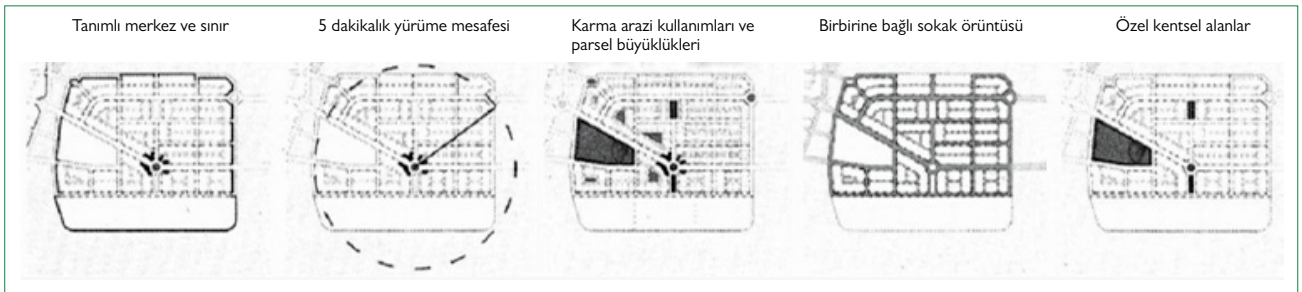 Tanımlı merkez ve sınır
5 dakikalık yürüme mesafesi
Karma arazi kullanımları ve
parsel büyüklükleri
Birbirine bağlı sokak örüntüsü
Özel kentsel alanlar